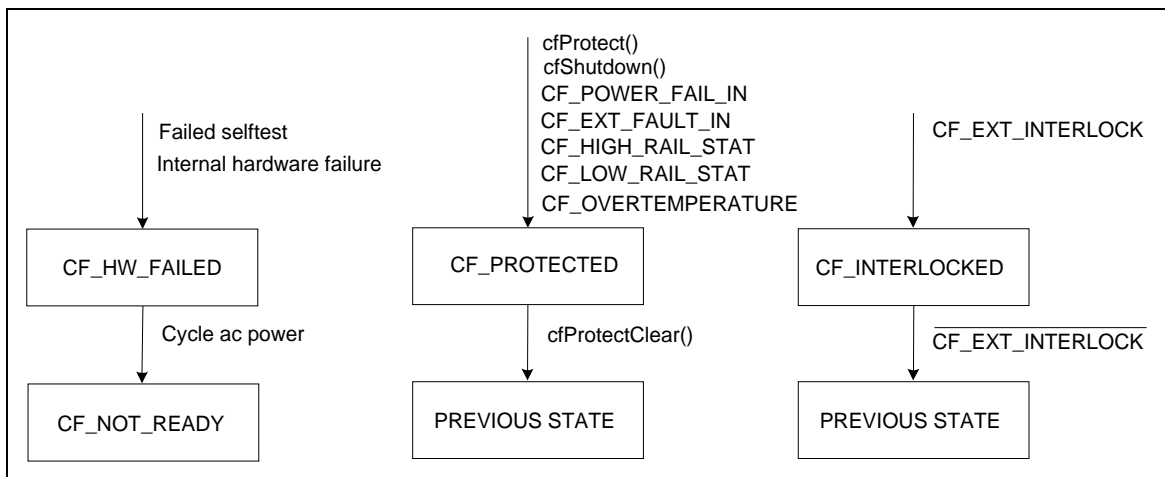 Failed selftest
Internal hardware failure
CF_HW_FAILED
Cycle ac power
CF_NOT_READY
cfProtect()
cfShutdown()
CF_POWER_FAIL_IN
CF_EXT_FAULT_IN
CF_HIGH_RAIL_STAT
CF_LOW_RAIL_STAT
CF_OVERTEMPERATURE
CF_PROTECTED
cfProtectClear()
PREVIOUS STATE
CF_EXT_INTERLOCK
CF_INTERLOCKED
CF_EXT_INTERLOCK
PREVIOUS STATE